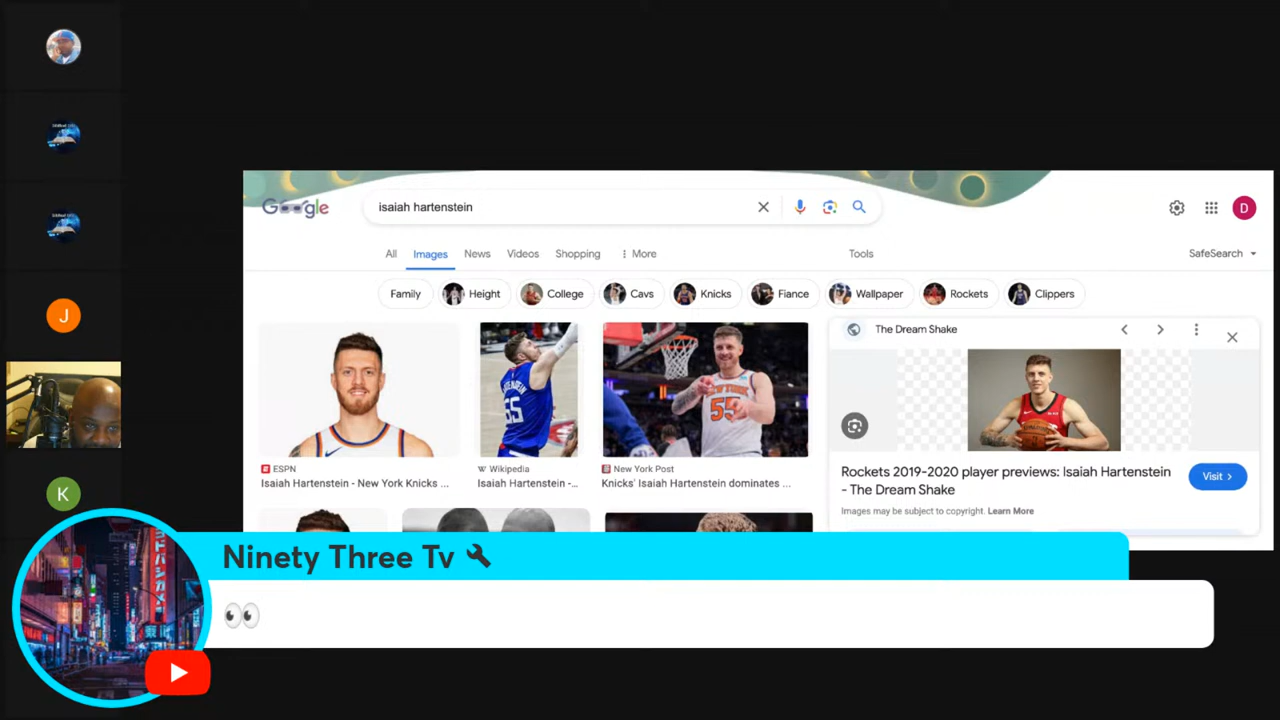 Google
isaiah hartenstein
D
All Images News Videos Shopping More Tools SafeSearch
Family Height College Cavs Knicks Fiance Wallpaper Rockets Clippers
The Dream Shake
55
55
ESPN
Isaiah Hartenstein - New York Knicks ...
W Wikipedia
Isaiah Hartenstein -...
New York Post
Knicks' Isaiah Hartenstein dominates ...
Rockets 2019-2020 player previews: Isaiah Hartenstein
- The Dream Shake
Visit
Images may be subject to copyright. Learn More
J
K
Ninety Three Tv